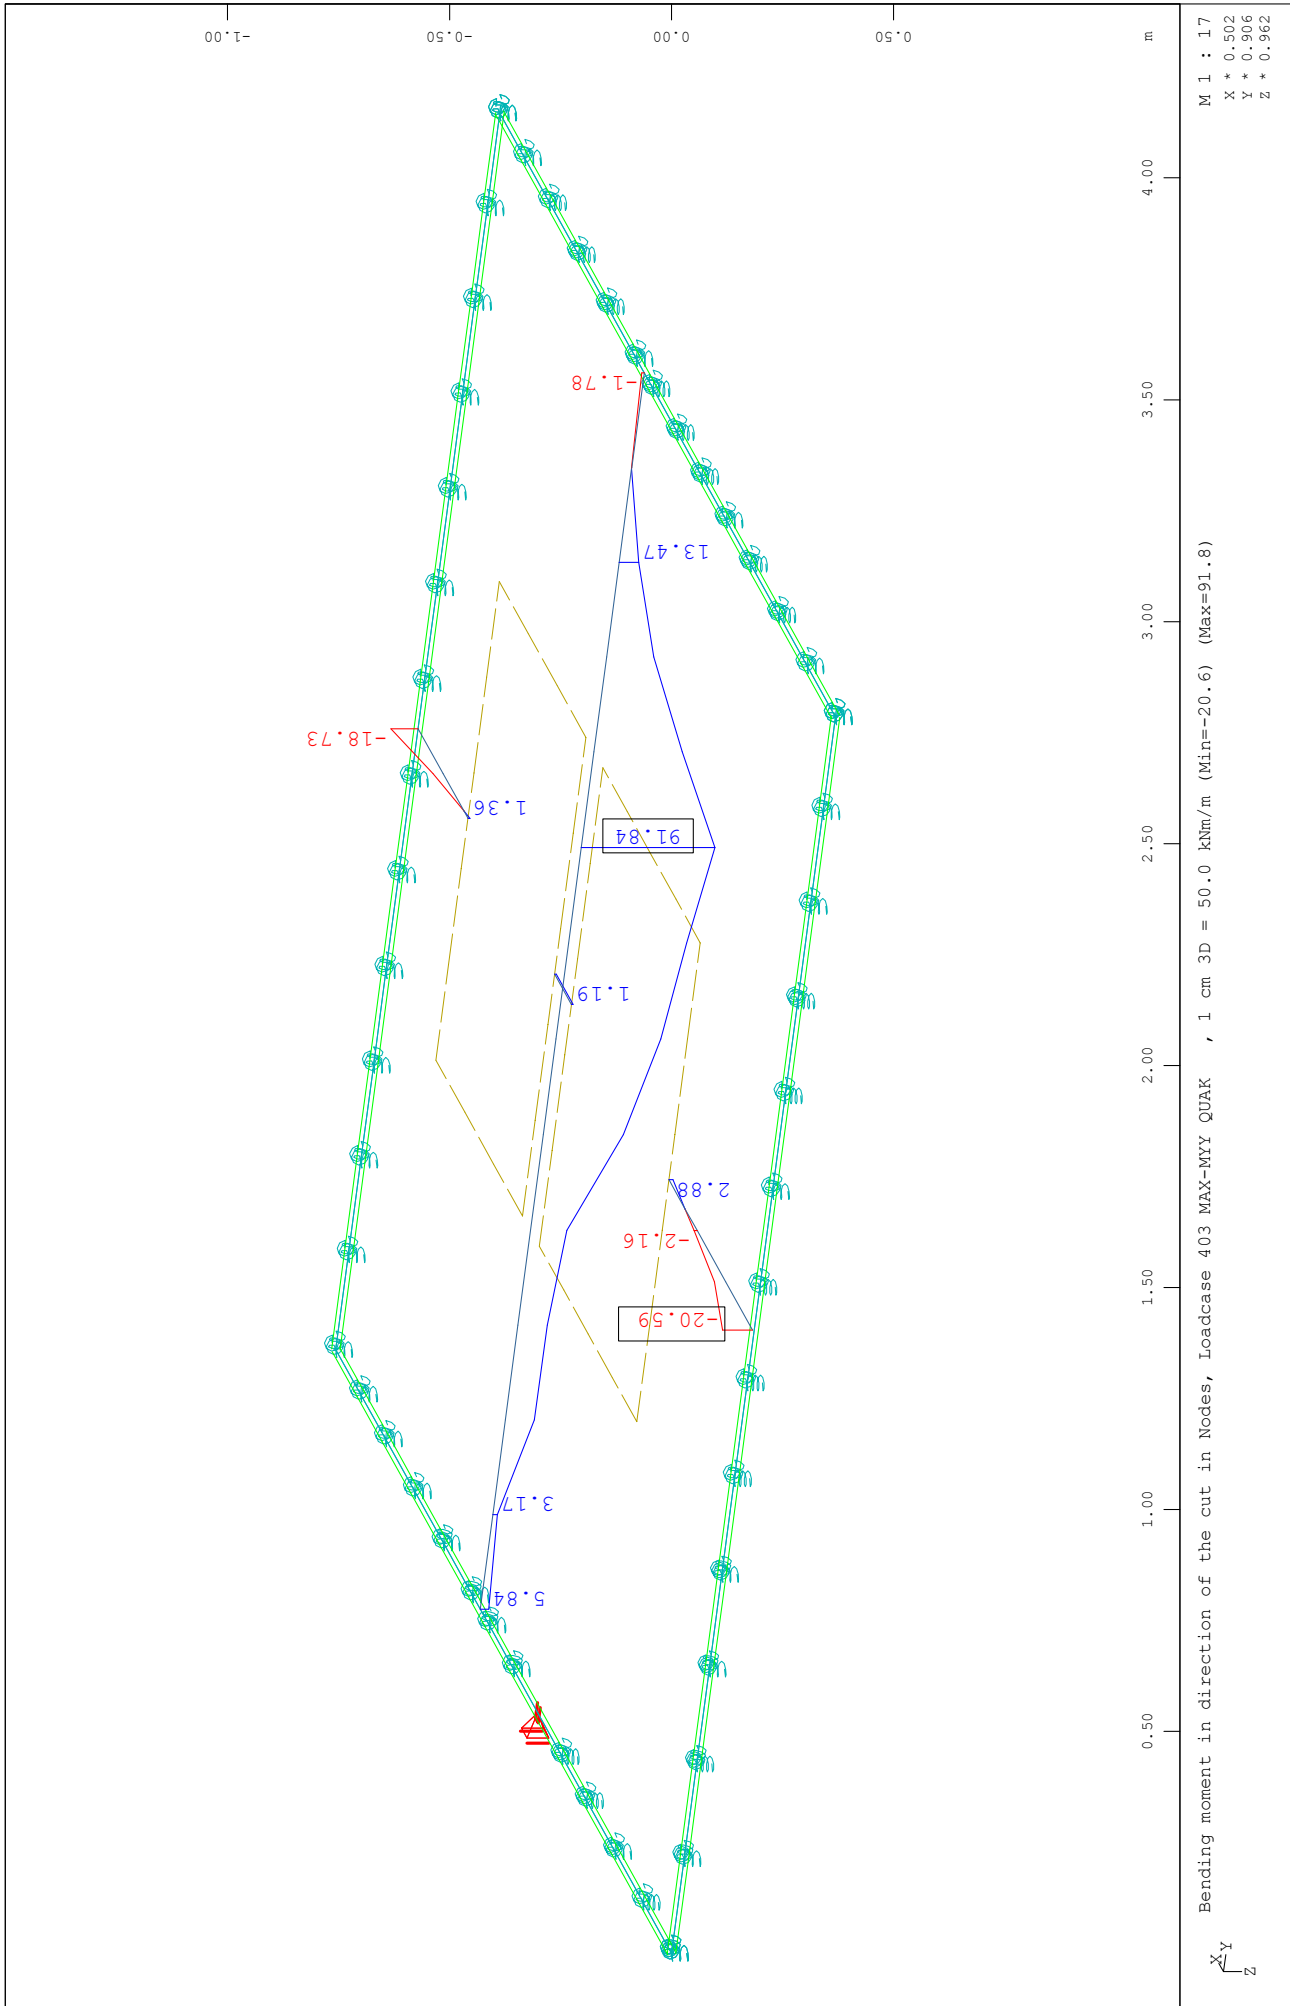 M 1 : 17
X * 0.502
Y * 0.906
Z * 0.962
-1.00
-0.50
0.00
0.50
m
4.00
3.50
3.00
2.50
2.00
1.50
1.00
0.50
-1.78
13.47
-18.73
1.36
91.84
1.19
2.88
-2.16
-20.59
3.17
5.84
Bending moment in direction of the cut in Nodes, Loadcase 403 MAX-MYY QUAK , 1 cm 3D = 50.0 kNm/m (Min=-20.6) (Max=91.8)
X
Y
Z